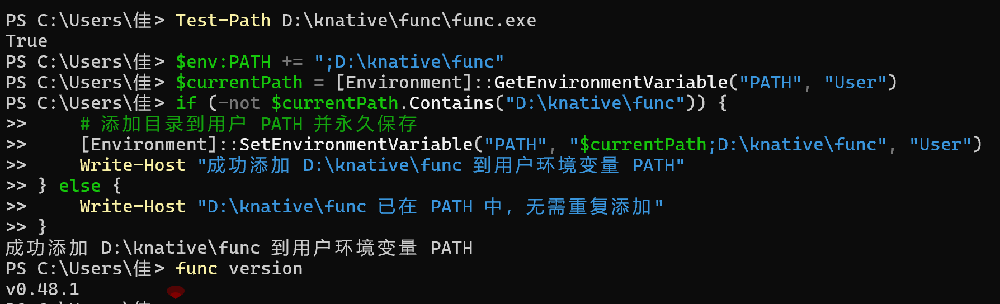 PS C:\Users\佳> Test-Path D:\knative\func\func.exe
True
PS C:\Users\佳> $env:PATH += ";D:\knative\func"
PS C:\Users\佳> $currentPath = [Environment]::GetEnvironmentVariable("PATH", "User")
PS C:\Users\佳> if (-not $currentPath.Contains("D:\knative\func")) {
>>     # 添加目录到用户 PATH 并永久保存
>>     [Environment]::SetEnvironmentVariable("PATH", "$currentPath;D:\knative\func", "User")
>>     Write-Host "成功添加 D:\knative\func 到用户环境变量 PATH"
>> } else {
>>     Write-Host "D:\knative\func 已在 PATH 中，无需重复添加"
>> }
成功添加 D:\knative\func 到用户环境变量 PATH
PS C:\Users\佳> func version
v0.48.1